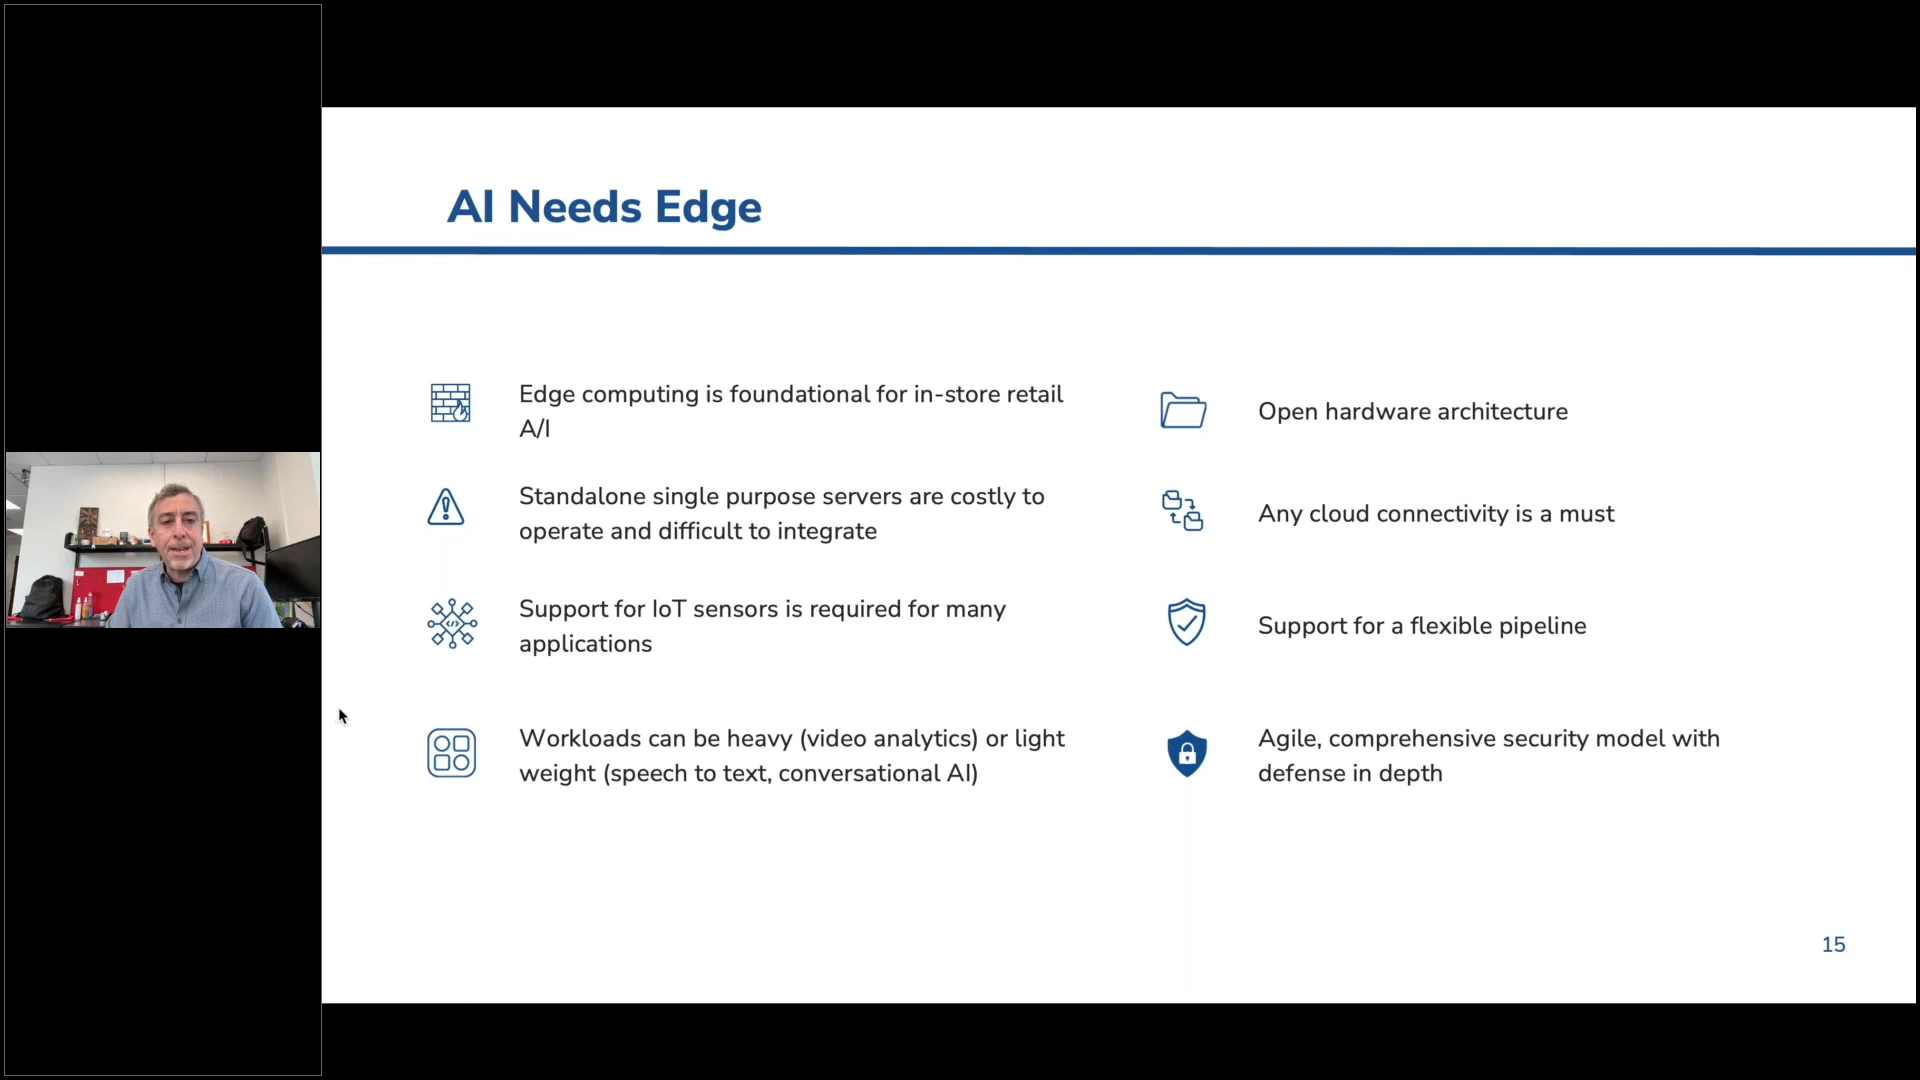 AI Needs Edge
Edge computing is foundational for in-store retail
A/I
Standalone single purpose servers are costly to
operate and difficult to integrate
Support for IoT sensors is required for many
applications
Workloads can be heavy (video analytics) or light
weight (speech to text, conversational AI)
Open hardware architecture
Any cloud connectivity is a must
Support for a flexible pipeline
Agile, comprehensive security model with
defense in depth
15